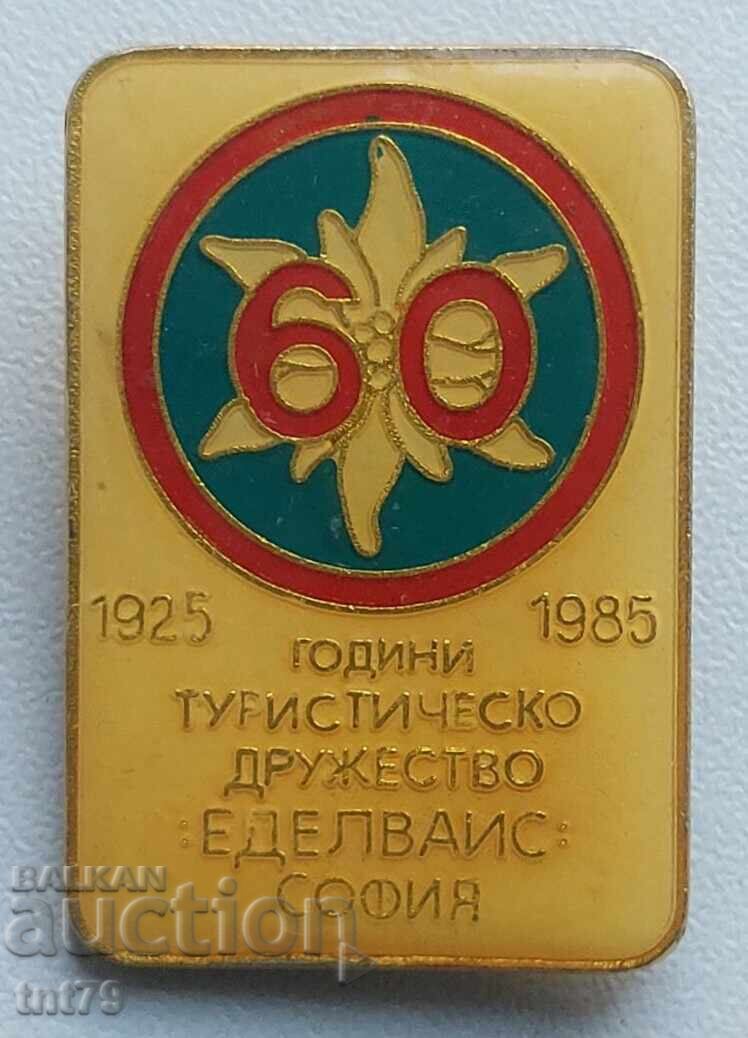 60
1925 1985
ГОДИНИ
ТУРИСТИЧЕСКО
ДРУЖЕСТВО
:ЕДЕЛВАИС:
СОФИЯ
BALKAN
auction
tnt79